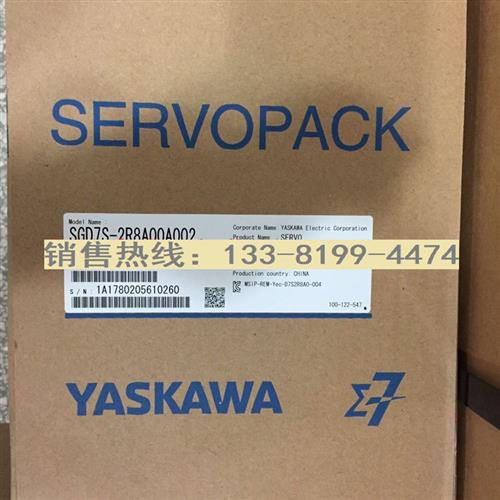 SERVOPACK
Model Name :
SGD7S-2R8A00A002
Corporate Name YASKAWA Electric Corporation
Product Name : SERVO
销售热线：133-8199-4474
Production country: CHINA
S / N : 1A1780205610260
MSIP-REM-Yec-D7S2R8A0-004
100-122-547
YASKAWA
Σ-7